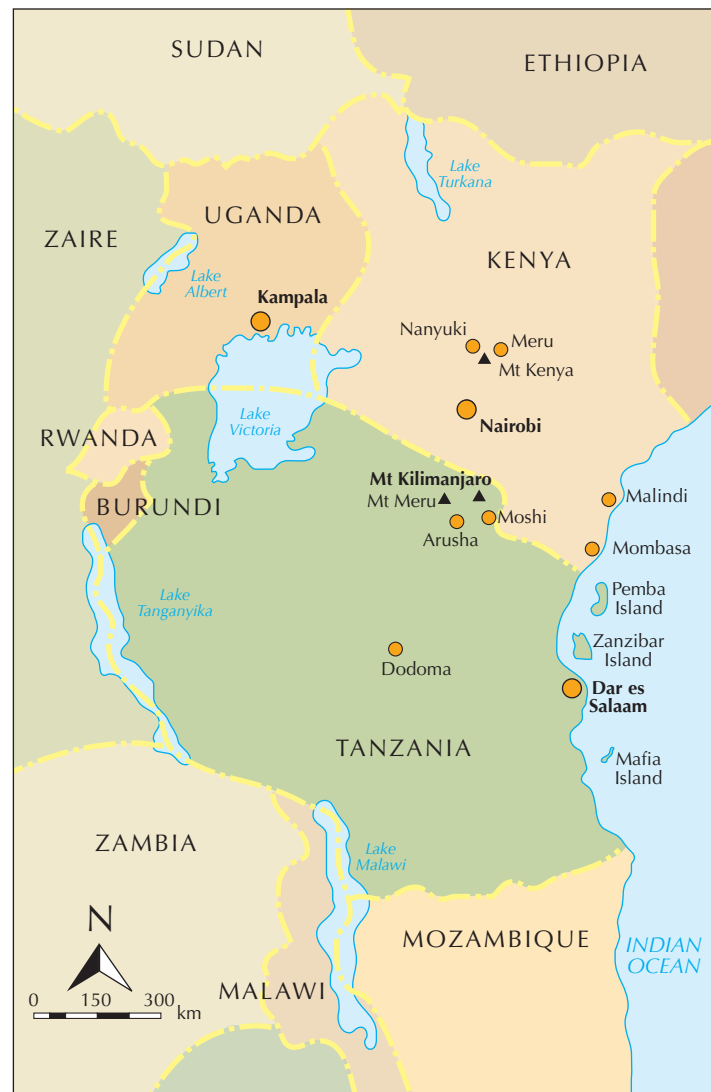 SUDAN
ETHIOPIA
Lake
Turkana
UGANDA
ZAIRE
KENYA
Lake
Albert
Kampala
Nanyuki
Meru
Mt Kenya
Lake
Victoria
Nairobi
RWANDA
Mt Kilimanjaro
Mt Meru
BURUNDI
Malindi
Moshi
Arusha
Mombasa
Lake
Tanganyika
Pemba
Island
Zanzibar
Island
Dodoma
Dar es
Salaam
TANZANIA
Mafia
Island
ZAMBIA
Lake
Malawi
N
MOZAMBIQUE
INDIAN
OCEAN
MALAWI
0 150 300
km